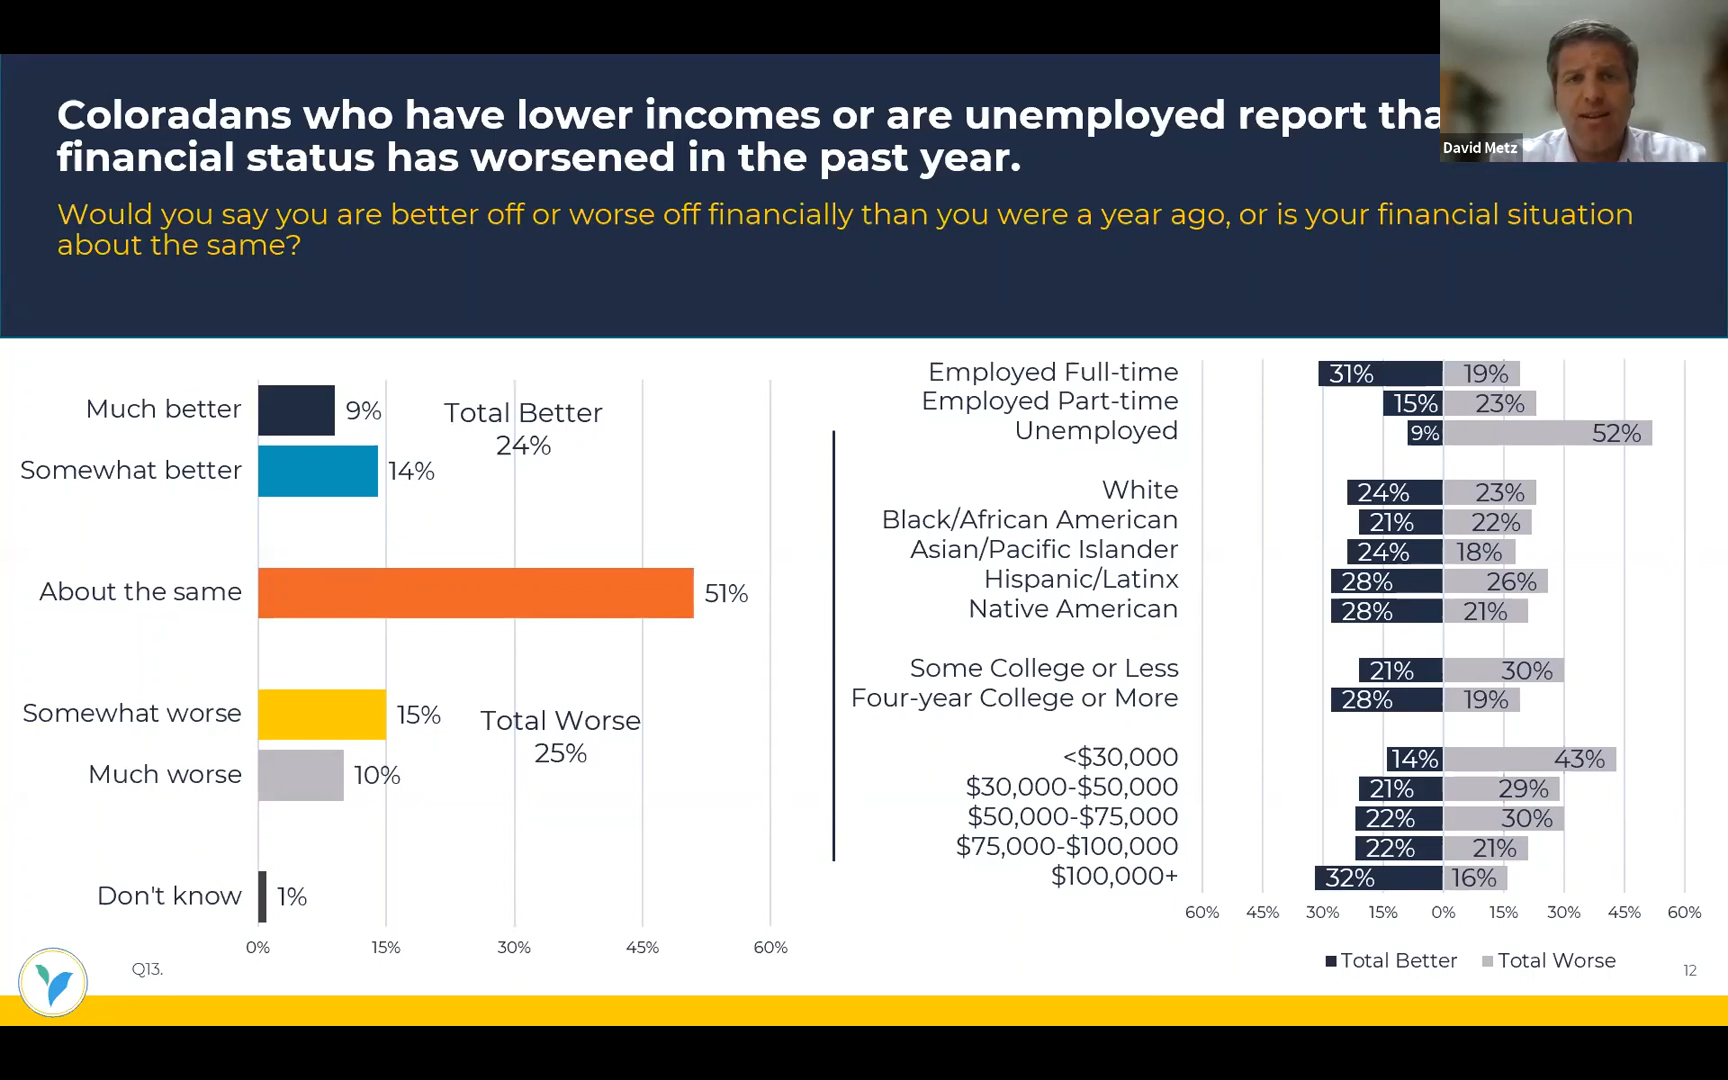 Coloradans who have lower incomes or are unemployed report
financial status has worsened in the past year.
David Metz
Would you say you are better off or worse off financially than you were a year ago, or is your financial situation
about the same?
Much better 9%
Somewhat better 14%
Total Better
24%
About the same 51%
Somewhat worse 15%
Much worse 10%
Total Worse
25%
Don't know 1%
0% 15% 30% 45% 60%
Employed Full-time 31% 19%
Employed Part-time 15% 23%
Unemployed 9% 52%
White 24% 23%
Black/African American 21% 22%
Asian/Pacific Islander 24% 18%
Hispanic/Latinx 28% 26%
Native American 28% 21%
Some College or Less 21% 30%
Four-year College or More 28% 19%
<$30,000 14% 43%
$30,000-$50,000 21% 29%
$50,000-$75,000 22% 30%
$75,000-$100,000 22% 21%
$100,000+ 32% 16%
60% 45% 30% 15% 0% 15% 30% 45% 60%
Total Better Total Worse
Q13.
12